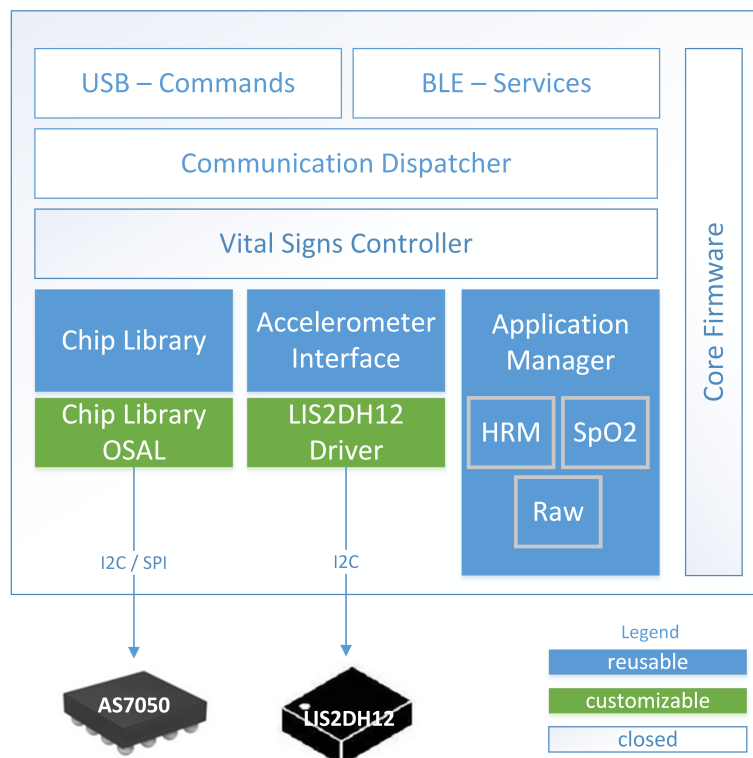 USB – Commands
BLE – Services
Communication Dispatcher
Vital Signs Controller
Core Firmware
Chip Library
Accelerometer
Interface
Application
Manager
Chip Library
OSAL
LIS2DH12
Driver
HRM
SpO2
Raw
I2C / SPI
I2C
AS7050
LIS2DH12
Legend
reusable
customizable
closed